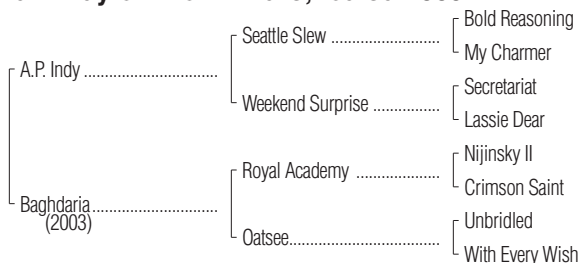 Bold Reasoning
Seattle Slew ........................
My Charmer
A.P. Indy .......................................
Secretariat
Weekend Surprise ...................
Lassie Dear
Nijinsky II
Royal Academy .......................
Crimson Saint
Baghdaria....................................
(2003)
Unbridled
Oatsee...........................................
With Every Wish